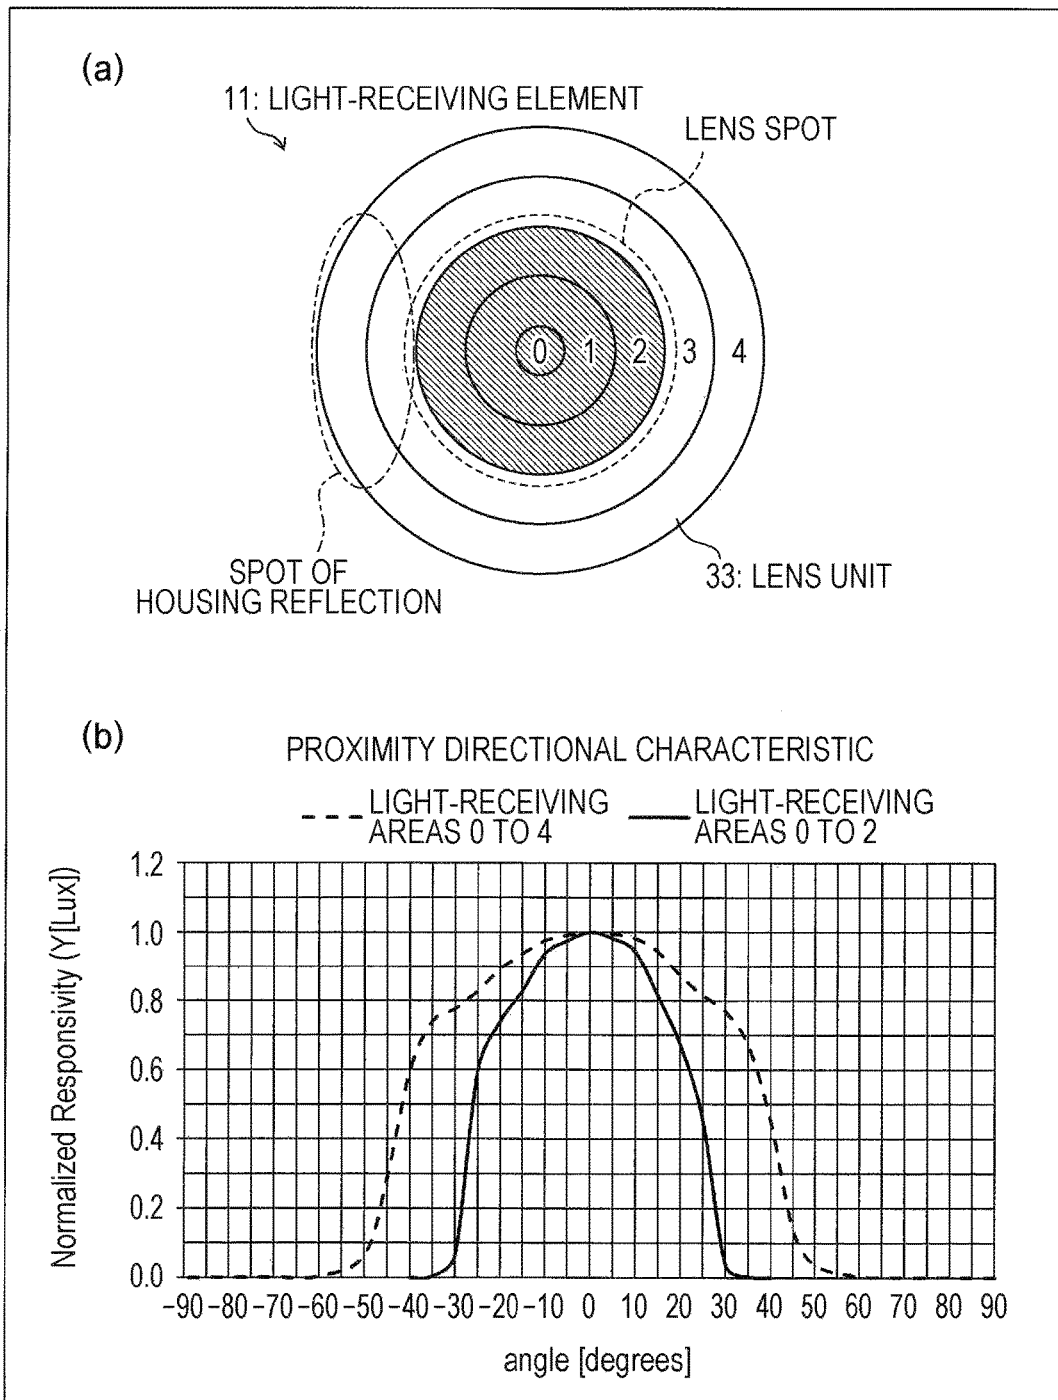 (a)
11: LIGHT-RECEIVING ELEMENT
LENS SPOT
0 1 2 3 4
SPOT OF
HOUSING REFLECTION
33: LENS UNIT
(b)
PROXIMITY DIRECTIONAL CHARACTERISTIC
LIGHT-RECEIVING
AREAS 0 TO 4
LIGHT-RECEIVING
AREAS 0 TO 2
Normalized Responsivity (Y[Lux])
1.2
1.0
0.8
0.6
0.4
0.2
0.0
−90 −80 −70 −60 −50 −40 −30 −20 −10 0 10 20 30 40 50 60 70 80 90
angle [degrees]